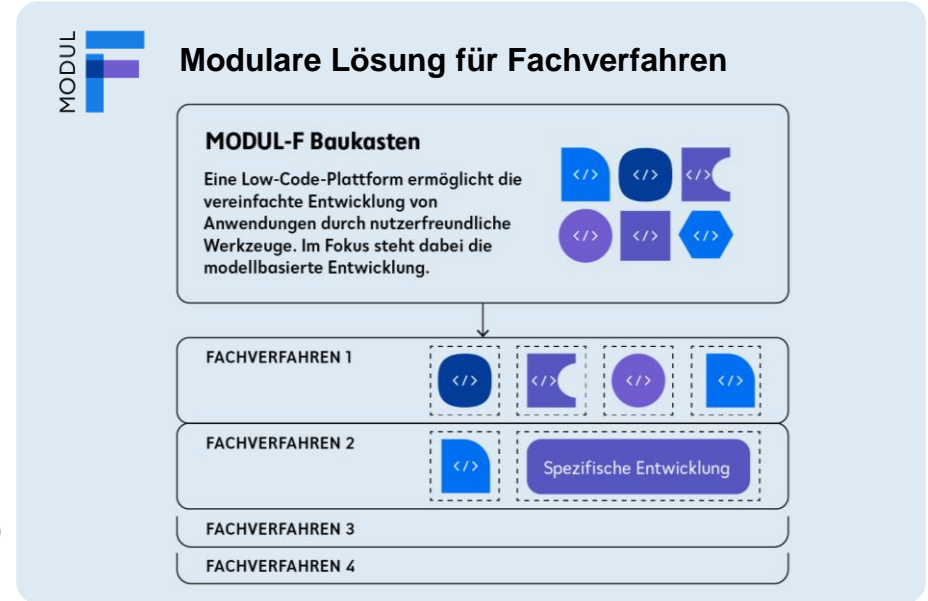 MODUL
Modulare Lösung für Fachverfahren
MODUL-F Baukasten
Eine Low-Code-Plattform ermöglicht die
vereinfachte Entwicklung von
Anwendungen durch nutzerfreundliche
Werkzeuge. Im Fokus steht dabei die
modellbasierte Entwicklung.
</> </> </>
</> </> </>
FACHVERFAHREN 1
</> </> </> </>
FACHVERFAHREN 2
</> Spezifische Entwicklung
FACHVERFAHREN 3
FACHVERFAHREN 4